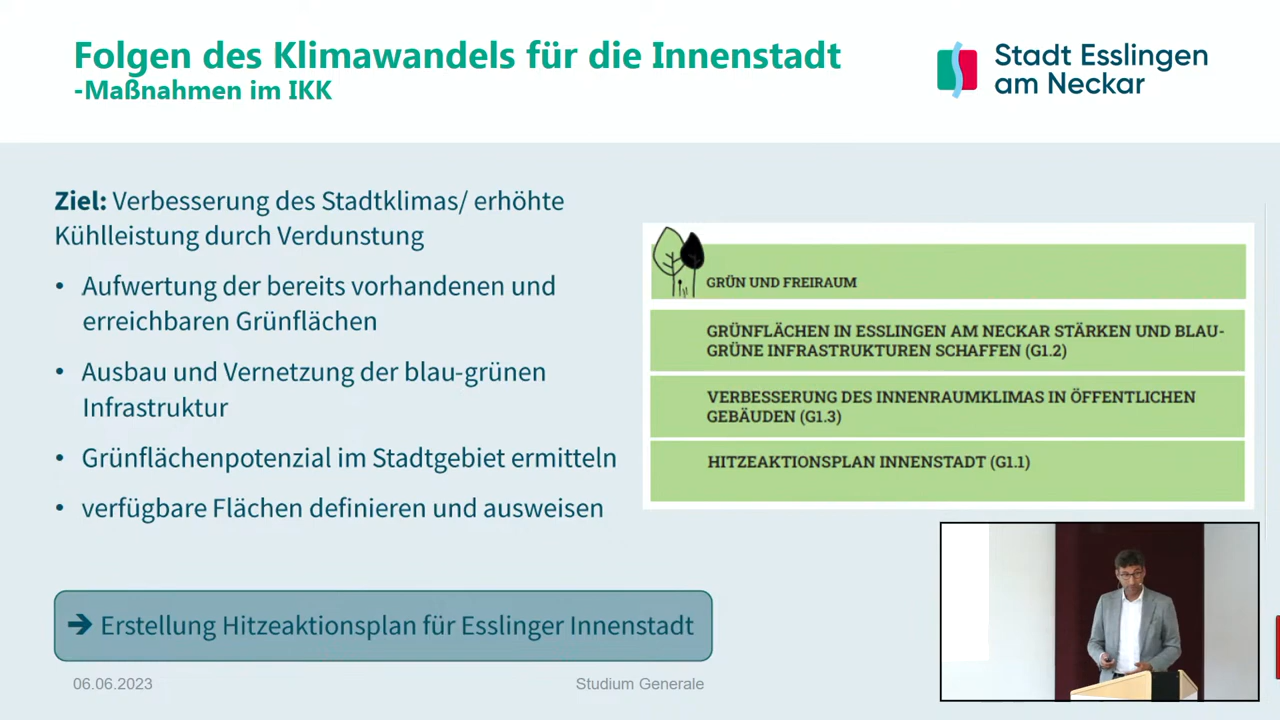 Folgen des Klimawandels für die Innenstadt
-Maßnahmen im IKK
Stadt Esslingen
am Neckar
Ziel: Verbesserung des Stadtklimas/ erhöhte
Kühlleistung durch Verdunstung
• Aufwertung der bereits vorhandenen und
erreichbaren Grünflächen
• Ausbau und Vernetzung der blau-grünen
Infrastruktur
• Grünflächenpotenzial im Stadtgebiet ermitteln
• verfügbare Flächen definieren und ausweisen
➔ Erstellung Hitzeaktionsplan für Esslinger Innenstadt
GRÜN UND FREIRAUM
GRÜNFLÄCHEN IN ESSLINGEN AM NECKAR STÄRKEN UND BLAU-
GRÜNE INFRASTRUKTUREN SCHAFFEN (G1.2)
VERBESSERUNG DES INNENRAUMKLIMAS IN ÖFFENTLICHEN
GEBÄUDEN (G1.3)
HITZEAKTIONSPLAN INNENSTADT (G1.1)
06.06.2023
Studium Generale